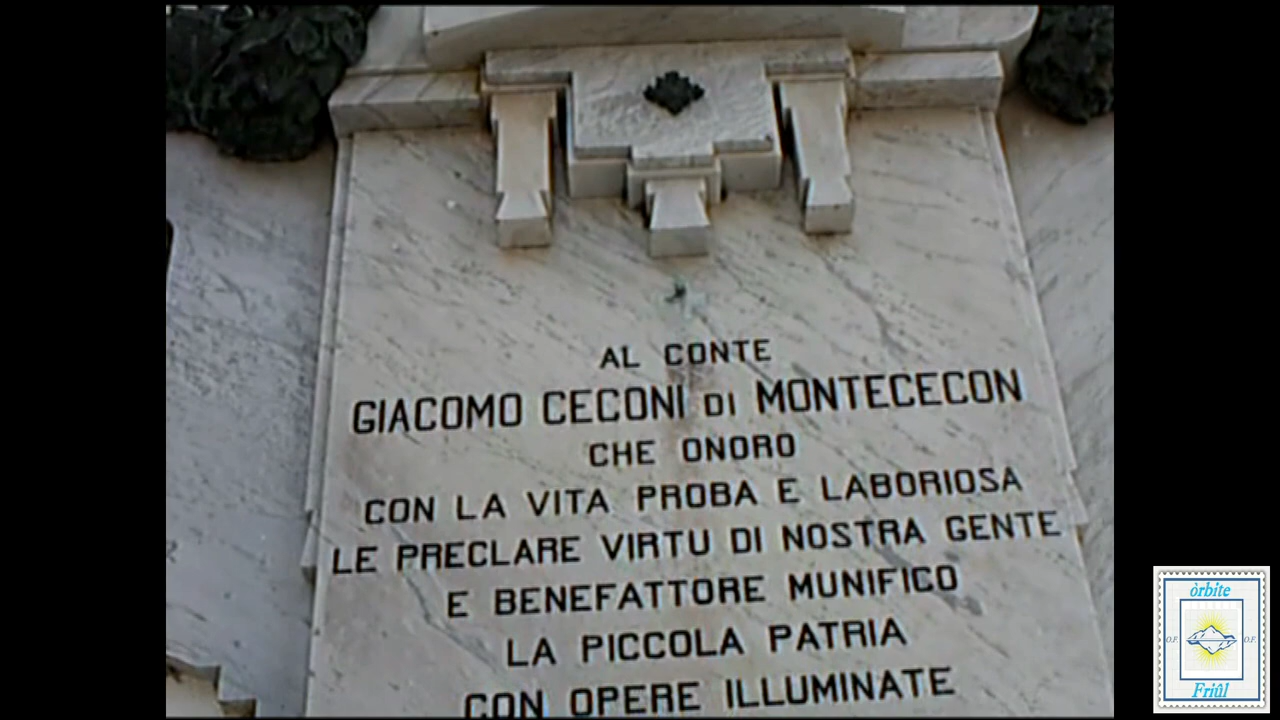 AL CONTE
GIACOMO CECONI DI MONTECECON
CHE ONORO
CON LA VITA PROBA E LABORIOSA
LE PRECLARE VIRTU DI NOSTRA GENTE
E BENEFATTORE MUNIFICO
LA PICCOLA PATRIA
CON OPERE ILLUMINATE
òrbite
O.F. O.F.
Friûl